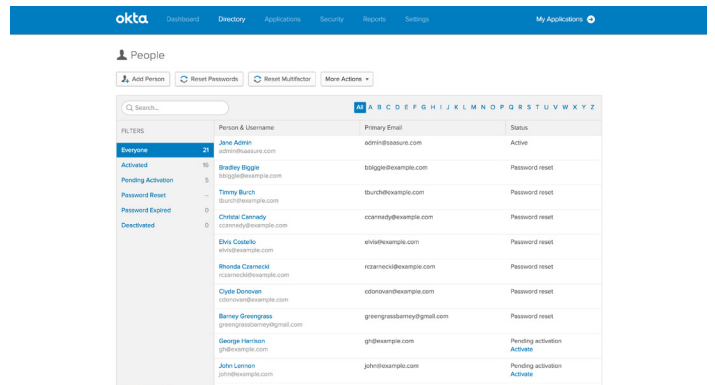 okta Dashboard Directory Applications Security Reports Settings My Applications
People
Add Person Reset Passwords Reset Multifactor More Actions
Search... All A B C D E F G H I J K L M N O P Q R S T U V W X Y Z
FILTERS Person & Username Primary Email Status
Everyone 21
Activated 16
Pending Activation 5
Password Reset --
Password Expired 0
Deactivated 0
Jane Admin admin@saasure.com Active
admin@saasure.com
Bradley Biggie bbiggie@example.com Password reset
bbiggie@example.com
Timmy Burch tburch@example.com Password reset
tburch@example.com
Christal Cannady ccannady@example.com Password reset
ccannady@example.com
Elvis Costello elvis@example.com Password reset
elvis@example.com
Rhonda Czarnecki rczarnecki@example.com Password reset
rczarnecki@example.com
Clyde Donovan cdonovan@example.com Password reset
cdonovan@example.com
Barney Greengrass greengrassbarney@gmail.com Password reset
greengrassbarney@gmail.com
George Harrison gh@example.com Pending activation
gh@example.com Activate
John Lennon john@example.com Pending activation
john@example.com Activate